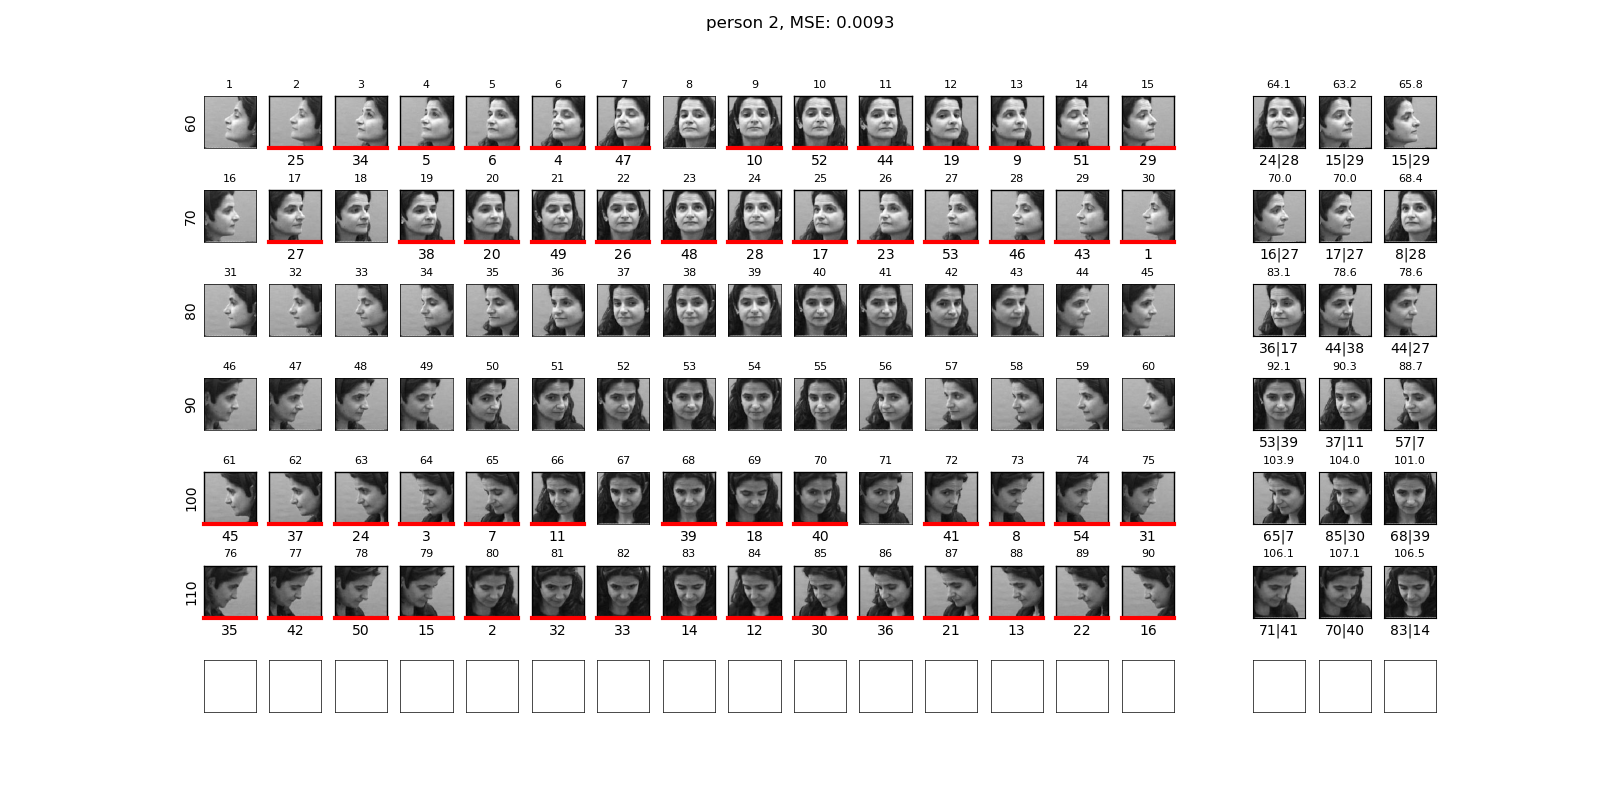 person 2, MSE: 0.0093
1 2 3 4 5 6 7 8 9 10 11 12 13 14 15 64.1 63.2 65.8
60
25 34 5 6 4 47 10 52 44 19 9 51 29 24|28 15|29 15|29
16 17 18 19 20 21 22 23 24 25 26 27 28 29 30 70.0 70.0 68.4
70
27 38 20 49 26 48 28 17 23 53 46 43 1 16|27 17|27 8|28
31 32 33 34 35 36 37 38 39 40 41 42 43 44 45 83.1 78.6 78.6
80
36|17 44|38 44|27
46 47 48 49 50 51 52 53 54 55 56 57 58 59 60 92.1 90.3 88.7
90
53|39 37|11 57|7
61 62 63 64 65 66 67 68 69 70 71 72 73 74 75 103.9 104.0 101.0
100
45 37 24 3 7 11 39 18 40 41 8 54 31 65|7 85|30 68|39
76 77 78 79 80 81 82 83 84 85 86 87 88 89 90 106.1 107.1 106.5
110
35 42 50 15 2 32 33 14 12 30 36 21 13 22 16 71|41 70|40 83|14